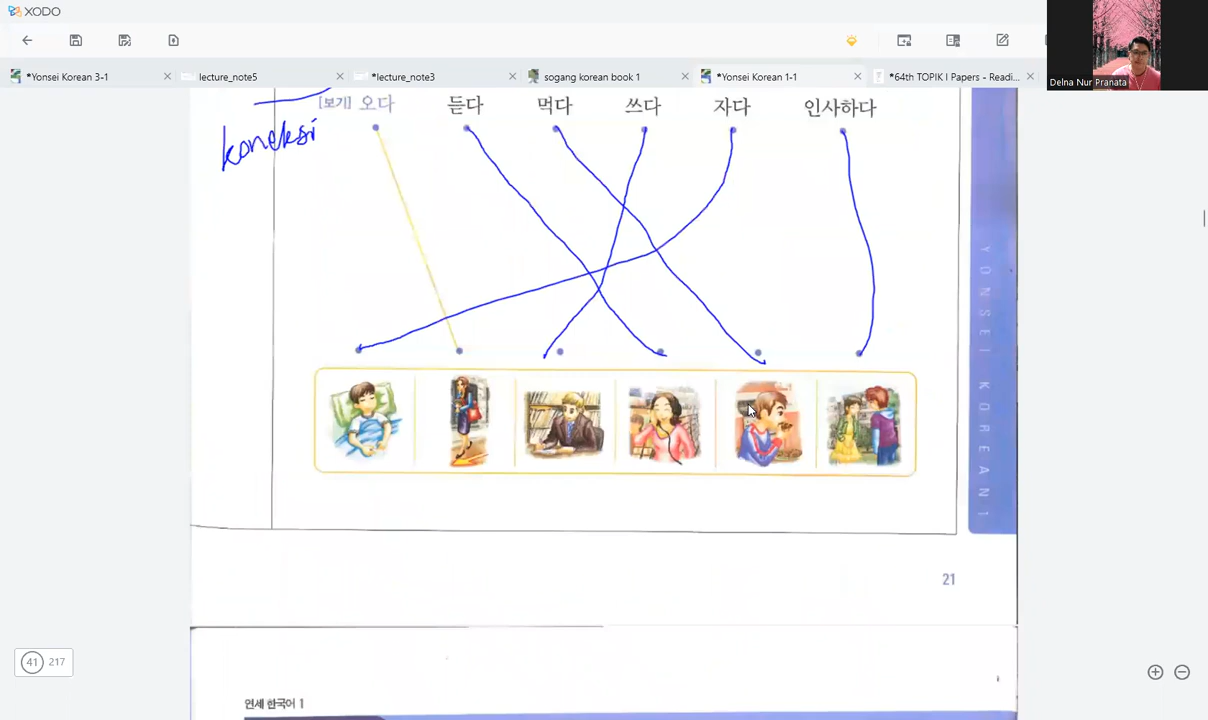 XODO
*Yonsei Korean 3-1
lecture_note5
*lecture_note3
sogang korean book 1
*Yonsei Korean 1-1
*64th TOPIK I Papers - Readi...
Delna Nur Pranata
[보기] 오다 듣다 먹다 쓰다 자다 인사하다
koneksi
YONSEI KOREAN 1
21
41 217
연세 한국어 1